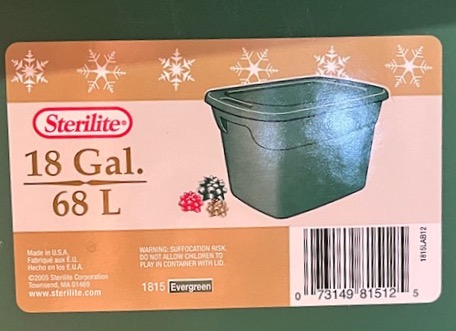 Sterilite®
18 Gal.
68 L
Made in U.S.A.
Fabriqué aux É.U.
Hecho en los E.U.A.
©2005 Sterilite Corporation
Townsend, MA 01469
www.sterilite.com
WARNING: SUFFOCATION RISK.
DO NOT ALLOW CHILDREN TO
PLAY IN CONTAINER WITH LID.
1815 Evergreen
0 73149 81512 5
1815LAB12